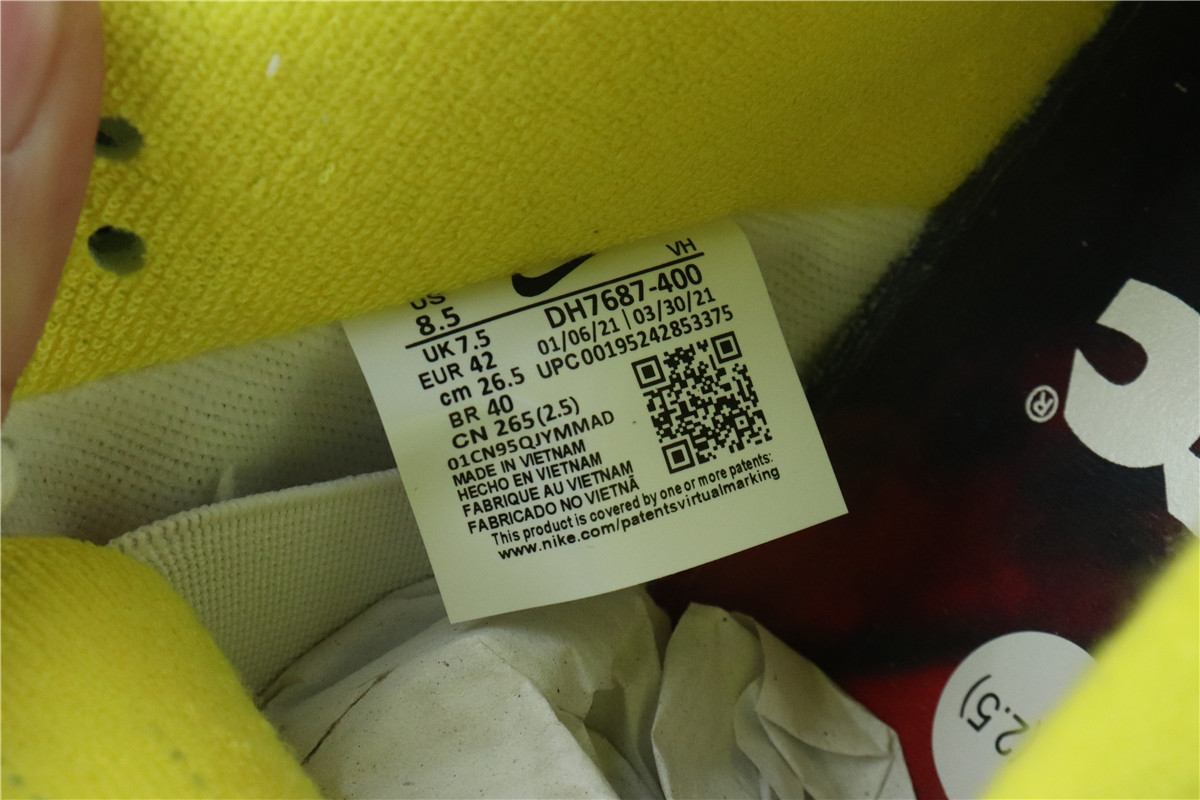 VH
US
8.5
DH7687-400
UK 7.5
01/06/21 | 03/30/21
EUR 42
UPC 00195242853375
cm 26.5
BR 40
CN 265(2.5)
01CN95QJYMMAD
MADE IN VIETNAM
HECHO EN VIETNAM
FABRIQUE AU VIETNAM
FABRICADO NO VIETNÃ
This product is covered by one or more patents:
www.nike.com/patentsvirtualmarking
®
2.5)